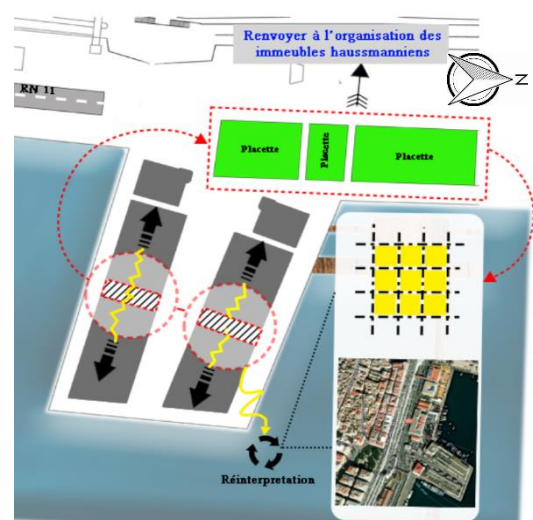 Renvoyer à l'organisation des
immeubles haussmanniens
N
RN 11
Placette
Placette
Placette
Réinterpretation